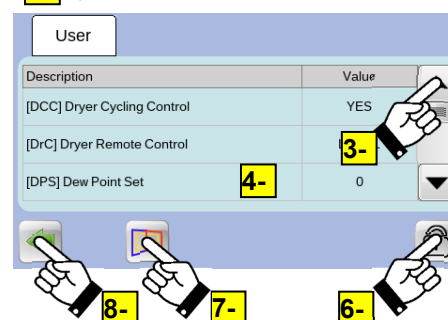 User
Description Value
[DCC] Dryer Cycling Control YES
[DrC] Dryer Remote Control
3-
[DPS] Dew Point Set 4- 0
8- 7- 6-